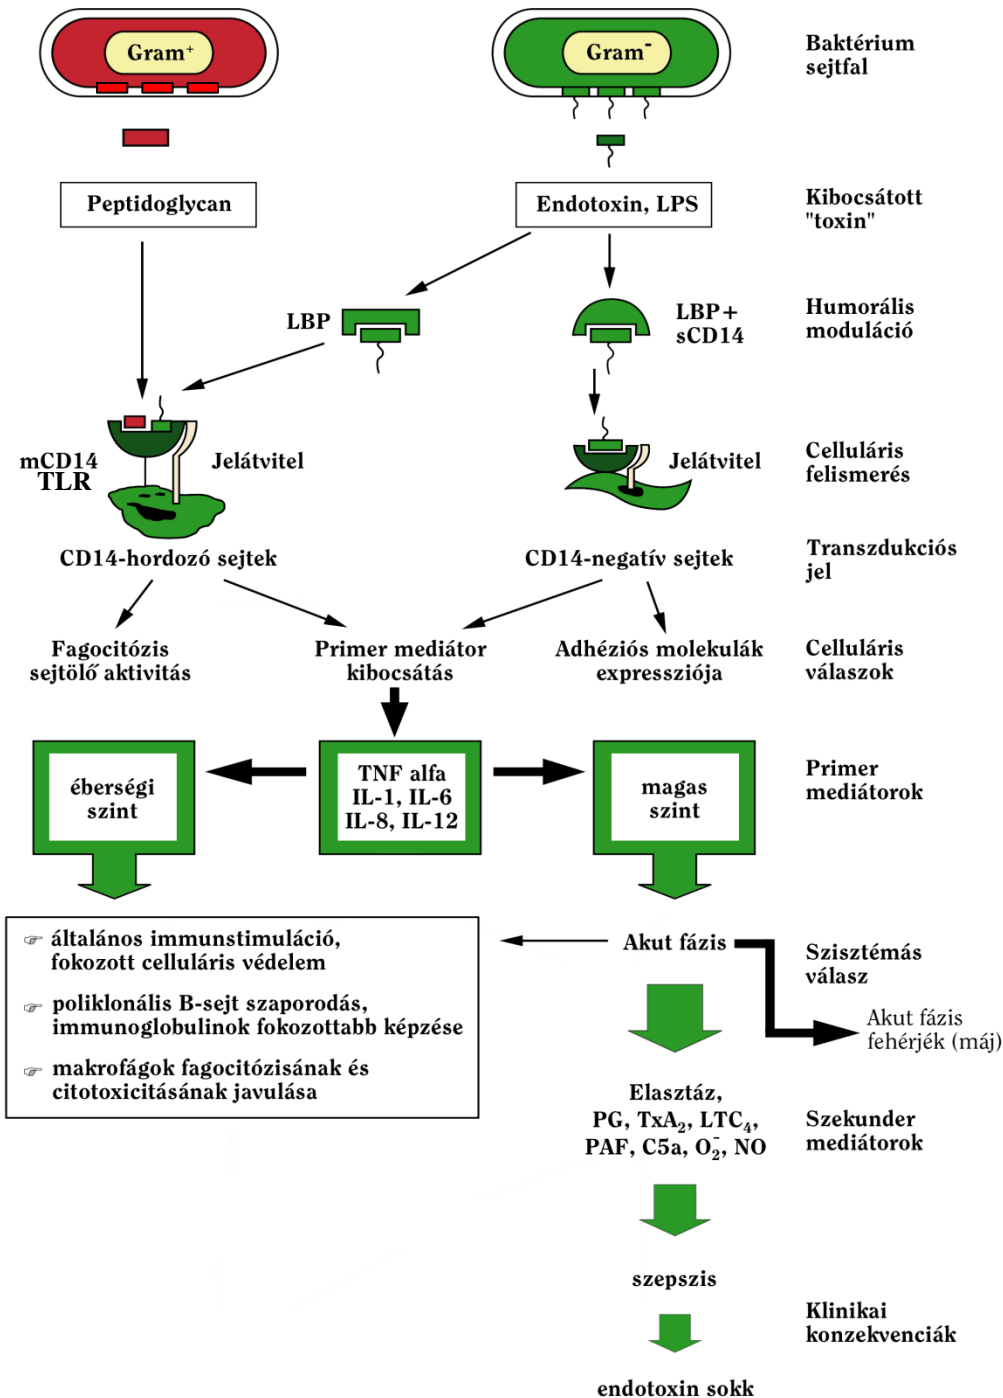 Gram⁺
Gram⁻
Baktérium
sejtfal
Peptidoglycan
Endotoxin, LPS
Kibocsátott
"toxin"
LBP
LBP+
sCD14
Humorális
moduláció
mCD14
TLR
Jelátvitel
Jelátvitel
Celluláris
felismerés
CD14-hordozó sejtek
CD14-negatív sejtek
Transzdukciós
jel
Fagocitózis
sejtölő aktivitás
Primer mediátor
kibocsátás
Adhéziós molekulák
expressziója
Celluláris
válaszok
éberségi
szint
TNF alfa
IL-1, IL-6
IL-8, IL-12
magas
szint
Primer
mediátorok
☞ általános immunstimuláció,
fokozott celluláris védelem
☞ poliklonális B-sejt szaporodás,
immunoglobulinok fokozottabb képzése
☞ makrofágok fagocitózisának és
citotoxicitásának javulása
Akut fázis
Szisztémás
válasz
Akut fázis
fehérjék (máj)
Elasztáz,
PG, TxA₂, LTC₄,
PAF, C5a, O₂⁻, NO
Szekunder
mediátorok
szepszis
Klinikai
konzekvenciák
endotoxin sokk